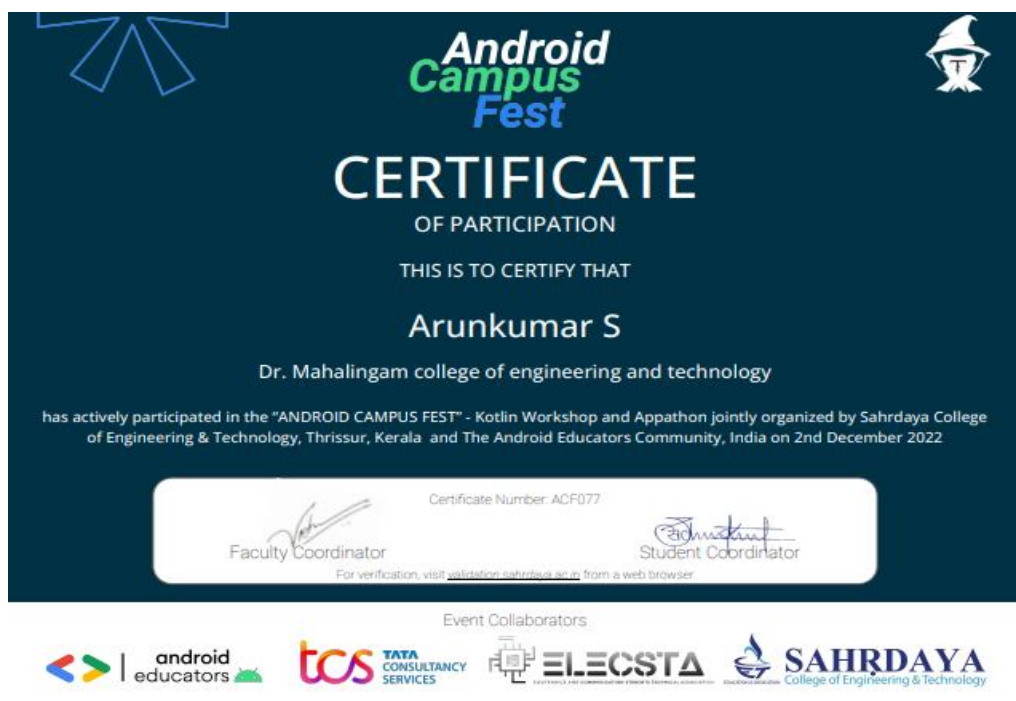 Android
Campus
Fest
T
CERTIFICATE
OF PARTICIPATION
THIS IS TO CERTIFY THAT
Arunkumar S
Dr. Mahalingam college of engineering and technology
has actively participated in the "ANDROID CAMPUS FEST" - Kotlin Workshop and Appathon jointly organized by Sahrdaya College
of Engineering & Technology, Thrissur, Kerala and The Android Educators Community, India on 2nd December 2022
Certificate Number: ACF077
Faculty Coordinator
Student Coordinator
For verification, visit validation.sahrdaya.ac.in from a web browser
Event Collaborators
android
educators
tcs TATA
CONSULTANCY
SERVICES
ELECSTA
SAHRDAYA
College of Engineering & Technology